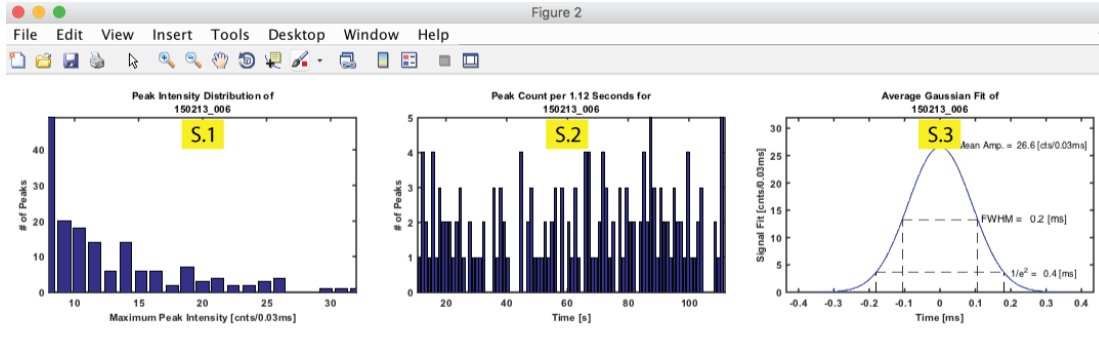 Figure 2
File Edit View Insert Tools Desktop Window Help
Peak Intensity Distribution of
150213_006
S.1
# of Peaks
40
30
20
10
0
10 15 20 25 30
Maximum Peak Intensity [cnts/0.03ms]
Peak Count per 1.12 Seconds for
150213_006
S.2
# of Peaks
5
4
3
2
1
0
20 40 60 80 100
Time [s]
Average Gaussian Fit of
150213_006
S.3
Mean Amp. = 26.6 [cts/0.03ms]
FWHM = 0.2 [ms]
1/e² = 0.4 [ms]
Signal Fit [cnts/0.03ms]
30
25
20
15
10
5
0
-0.4 -0.3 -0.2 -0.1 0 0.1 0.2 0.3 0.4
Time [ms]